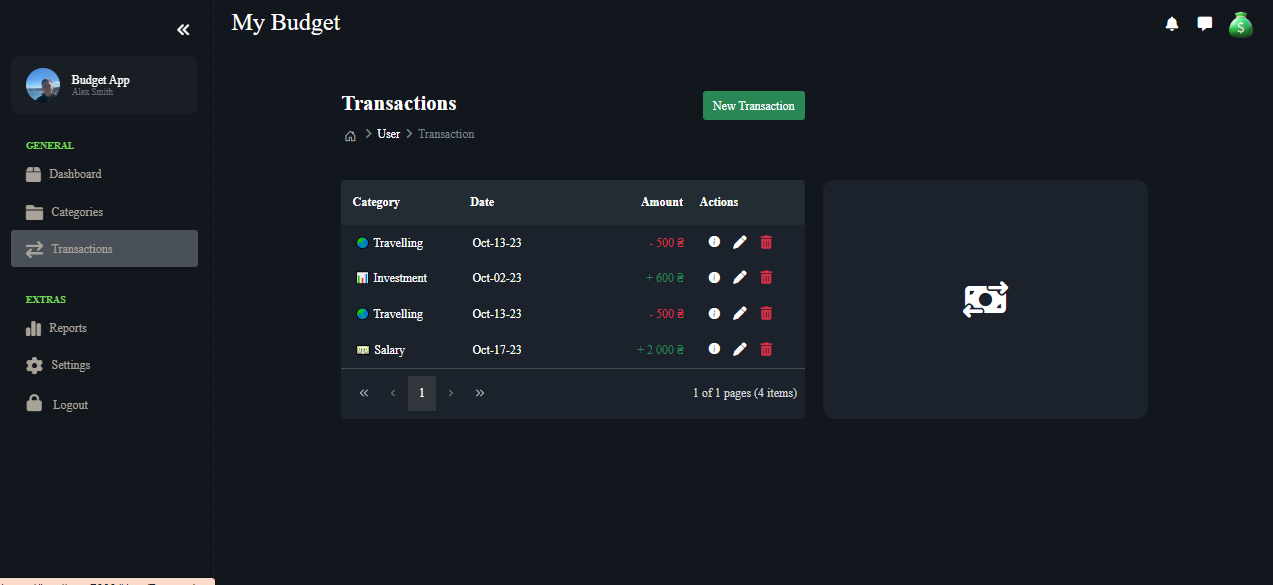 My Budget
Budget App
Alex Smith
GENERAL
Dashboard
Categories
Transactions
EXTRAS
Reports
Settings
Logout
Transactions
New Transaction
User Transaction
Category Date Amount Actions
Travelling Oct-13-23 - 500 ₴
Investment Oct-02-23 + 600 ₴
Travelling Oct-13-23 - 500 ₴
Salary Oct-17-23 + 2 000 ₴
« ‹ 1 › » 1 of 1 pages (4 items)